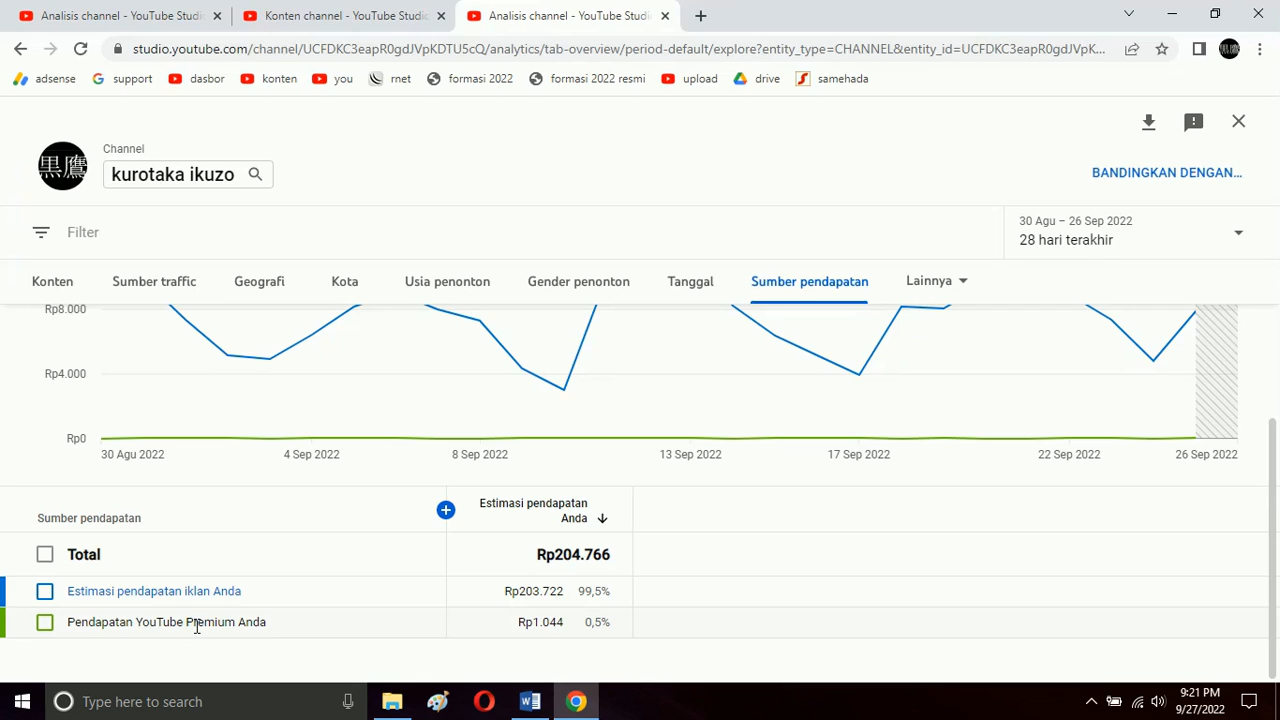 Analisis channel - YouTube Studi
Konten channel - YouTube Studio
Analisis channel - YouTube Studi
studio.youtube.com/channel/UCFDKC3eapR0gdJVpKDTU5cQ/analytics/tab-overview/period-default/explore?entity_type=CHANNEL&entity_id=UCFDKC3eapR0gdJVpK...
adsense support dasbor konten you rnet formasi 2022 formasi 2022 resmi upload drive samehada
黒鷹
Channel
kurotaka ikuzo
BANDINGKAN DENGAN...
Filter
30 Agu – 26 Sep 2022
28 hari terakhir
Konten Sumber traffic Geografi Kota Usia penonton Gender penonton Tanggal Sumber pendapatan Lainnya
Rp8.000
Rp4.000
Rp0
30 Agu 2022 4 Sep 2022 8 Sep 2022 13 Sep 2022 17 Sep 2022 22 Sep 2022 26 Sep 2022
Sumber pendapatan
Estimasi pendapatan
Anda
Total Rp204.766
Estimasi pendapatan iklan Anda Rp203.722 99,5%
Pendapatan YouTube Premium Anda Rp1.044 0,5%
Type here to search
9:21 PM
9/27/2022